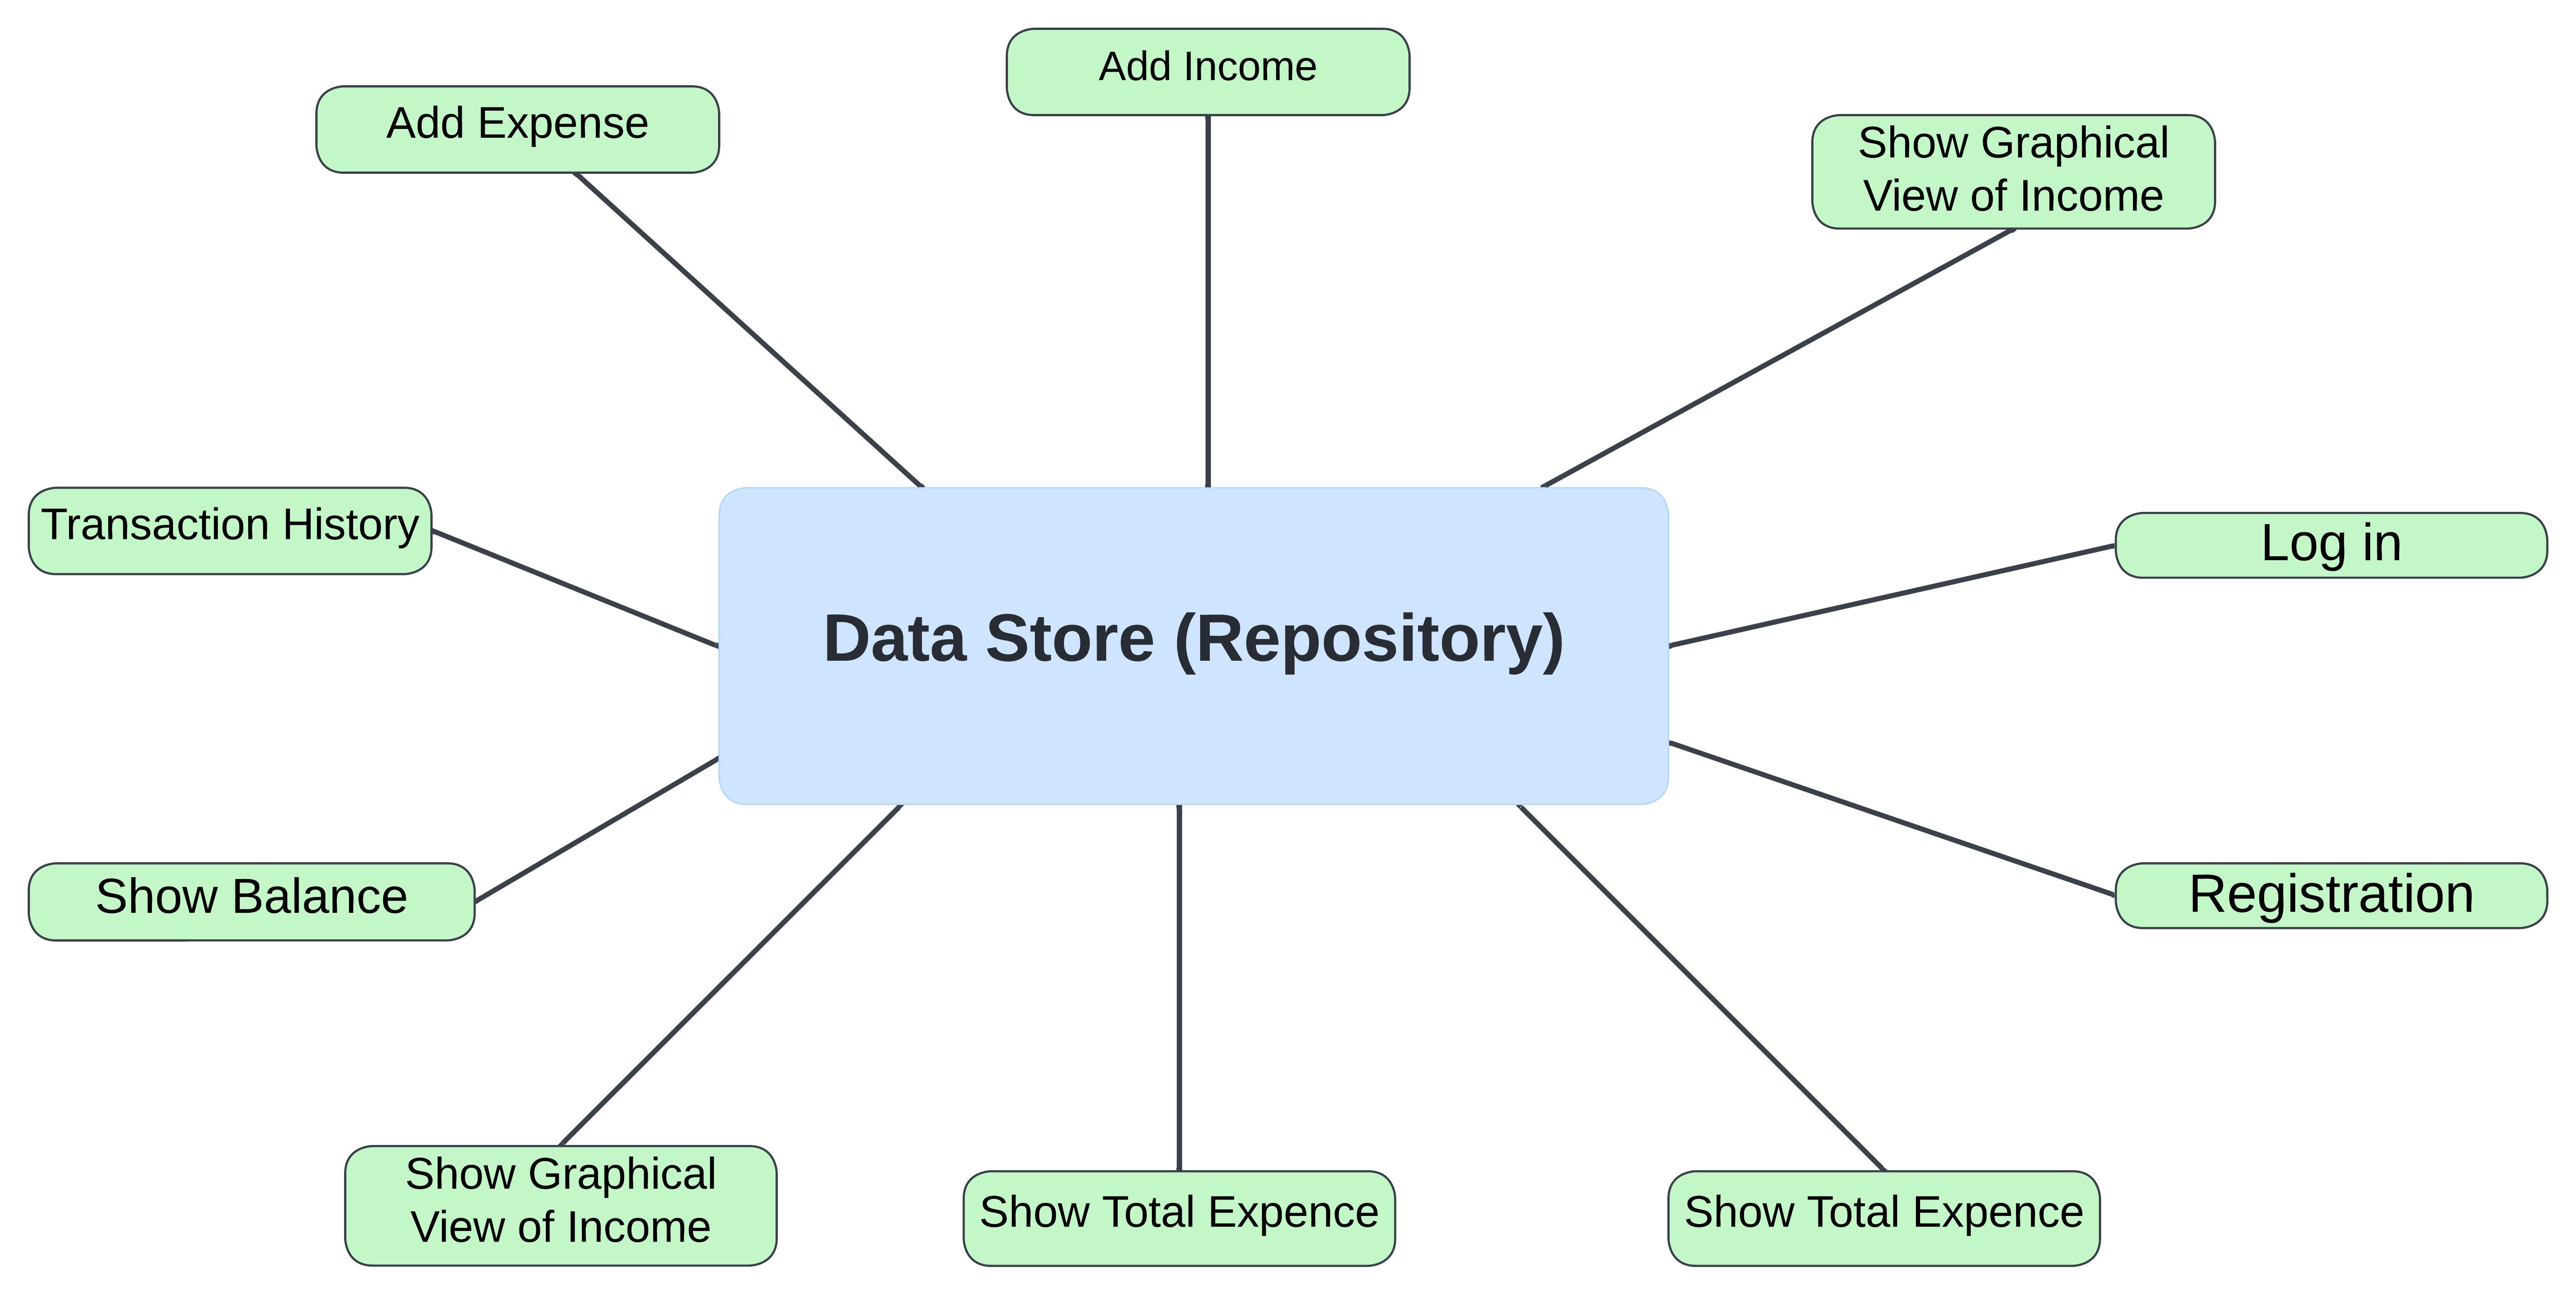 Add Income
Add Expense
Show Graphical
View of Income
Transaction History
Log in
Data Store (Repository)
Show Balance
Registration
Show Graphical
View of Income
Show Total Expence
Show Total Expence